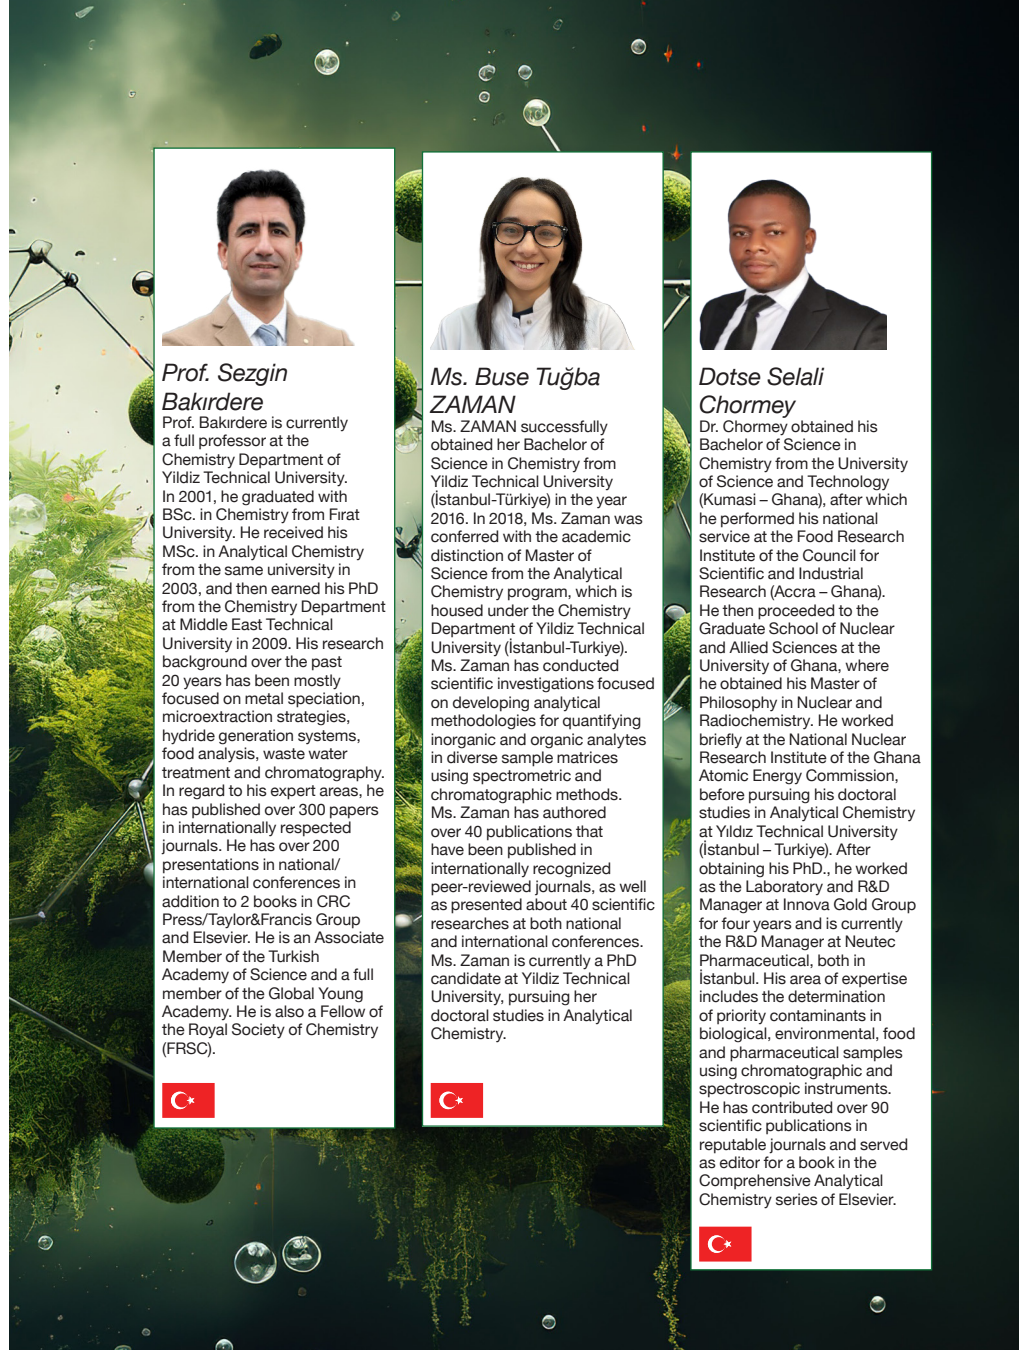 Prof. Sezgin
Bakırdere
Prof. Bakırdere is currently
a full professor at the
Chemistry Department of
Yildiz Technical University.
In 2001, he graduated with
BSc. in Chemistry from Fırat
University. He received his
MSc. in Analytical Chemistry
from the same university in
2003, and then earned his PhD
from the Chemistry Department
at Middle East Technical
University in 2009. His research
background over the past
20 years has been mostly
focused on metal speciation,
microextraction strategies,
hydride generation systems,
food analysis, waste water
treatment and chromatography.
In regard to his expert areas, he
has published over 300 papers
in internationally respected
journals. He has over 200
presentations in national/
international conferences in
addition to 2 books in CRC
Press/Taylor&Francis Group
and Elsevier. He is an Associate
Member of the Turkish
Academy of Science and a full
member of the Global Young
Academy. He is also a Fellow of
the Royal Society of Chemistry
(FRSC).
Ms. Buse Tuğba
ZAMAN
Ms. ZAMAN successfully
obtained her Bachelor of
Science in Chemistry from
Yildiz Technical University
(İstanbul-Türkiye) in the year
2016. In 2018, Ms. Zaman was
conferred with the academic
distinction of Master of
Science from the Analytical
Chemistry program, which is
housed under the Chemistry
Department of Yildiz Technical
University (İstanbul-Turkiye).
Ms. Zaman has conducted
scientific investigations focused
on developing analytical
methodologies for quantifying
inorganic and organic analytes
in diverse sample matrices
using spectrometric and
chromatographic methods.
Ms. Zaman has authored
over 40 publications that
have been published in
internationally recognized
peer-reviewed journals, as well
as presented about 40 scientific
researches at both national
and international conferences.
Ms. Zaman is currently a PhD
candidate at Yildiz Technical
University, pursuing her
doctoral studies in Analytical
Chemistry.
Dotse Selali
Chormey
Dr. Chormey obtained his
Bachelor of Science in
Chemistry from the University
of Science and Technology
(Kumasi – Ghana), after which
he performed his national
service at the Food Research
Institute of the Council for
Scientific and Industrial
Research (Accra – Ghana).
He then proceeded to the
Graduate School of Nuclear
and Allied Sciences at the
University of Ghana, where
he obtained his Master of
Philosophy in Nuclear and
Radiochemistry. He worked
briefly at the National Nuclear
Research Institute of the Ghana
Atomic Energy Commission,
before pursuing his doctoral
studies in Analytical Chemistry
at Yıldız Technical University
(İstanbul – Turkiye). After
obtaining his PhD., he worked
as the Laboratory and R&D
Manager at Innova Gold Group
for four years and is currently
the R&D Manager at Neutec
Pharmaceutical, both in
İstanbul. His area of expertise
includes the determination
of priority contaminants in
biological, environmental, food
and pharmaceutical samples
using chromatographic and
spectroscopic instruments.
He has contributed over 90
scientific publications in
reputable journals and served
as editor for a book in the
Comprehensive Analytical
Chemistry series of Elsevier.